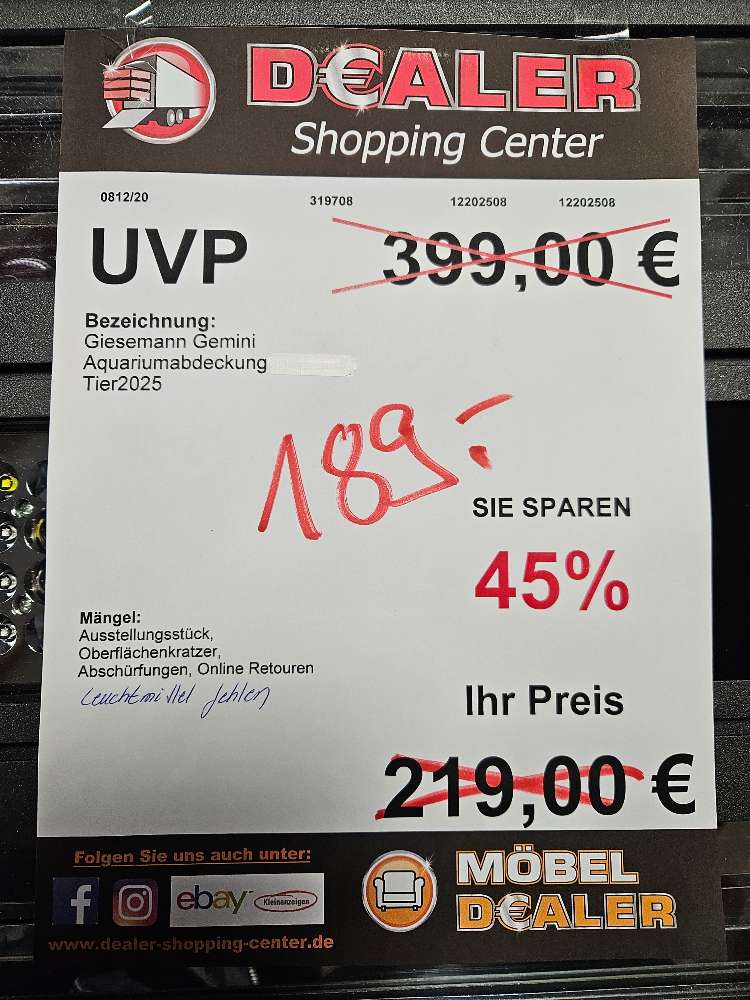 DEALER
Shopping Center
0812/20 319708 12202508 12202508
UVP 399,00 €
Bezeichnung:
Giesemann Gemini
Aquariumabdeckung
Tier2025
189,-
SIE SPAREN
45%
Mängel:
Ausstellungsstück,
Oberflächenkratzer,
Abschürfungen, Online Retouren
Leuchtmittel fehlen
Ihr Preis
219,00 €
Folgen Sie uns auch unter:
f ebay Kleinanzeigen
www.dealer-shopping-center.de
MÖBEL
D€ALER